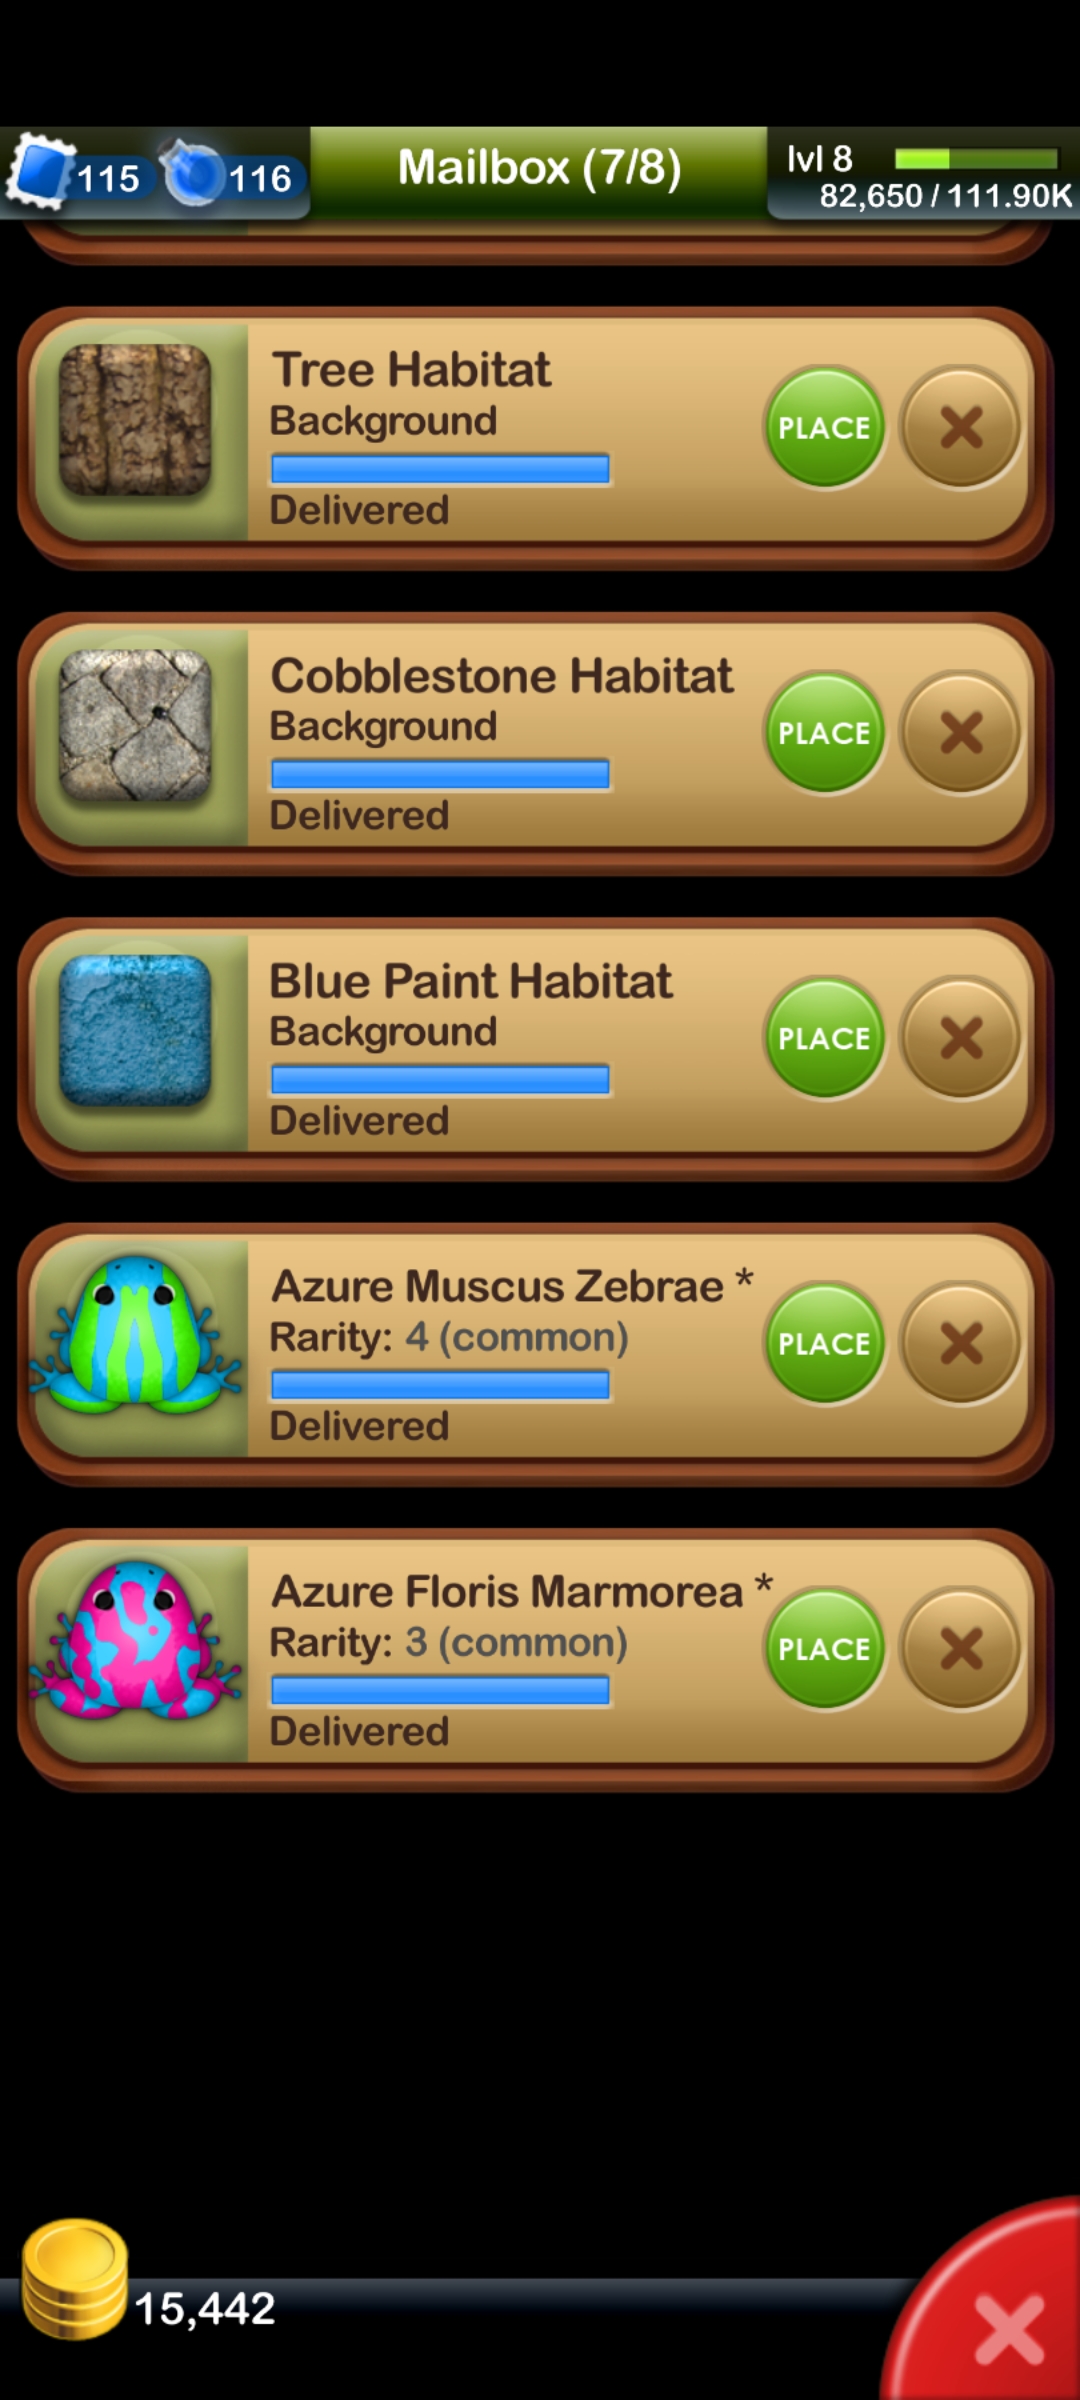 115
116
Mailbox (7/8)
lvl 8
82,650 / 111.90K
Tree Habitat
Background
Delivered
PLACE
Cobblestone Habitat
Background
Delivered
PLACE
Blue Paint Habitat
Background
Delivered
PLACE
Azure Muscus Zebrae *
Rarity: 4 (common)
Delivered
PLACE
Azure Floris Marmorea *
Rarity: 3 (common)
Delivered
PLACE
15,442